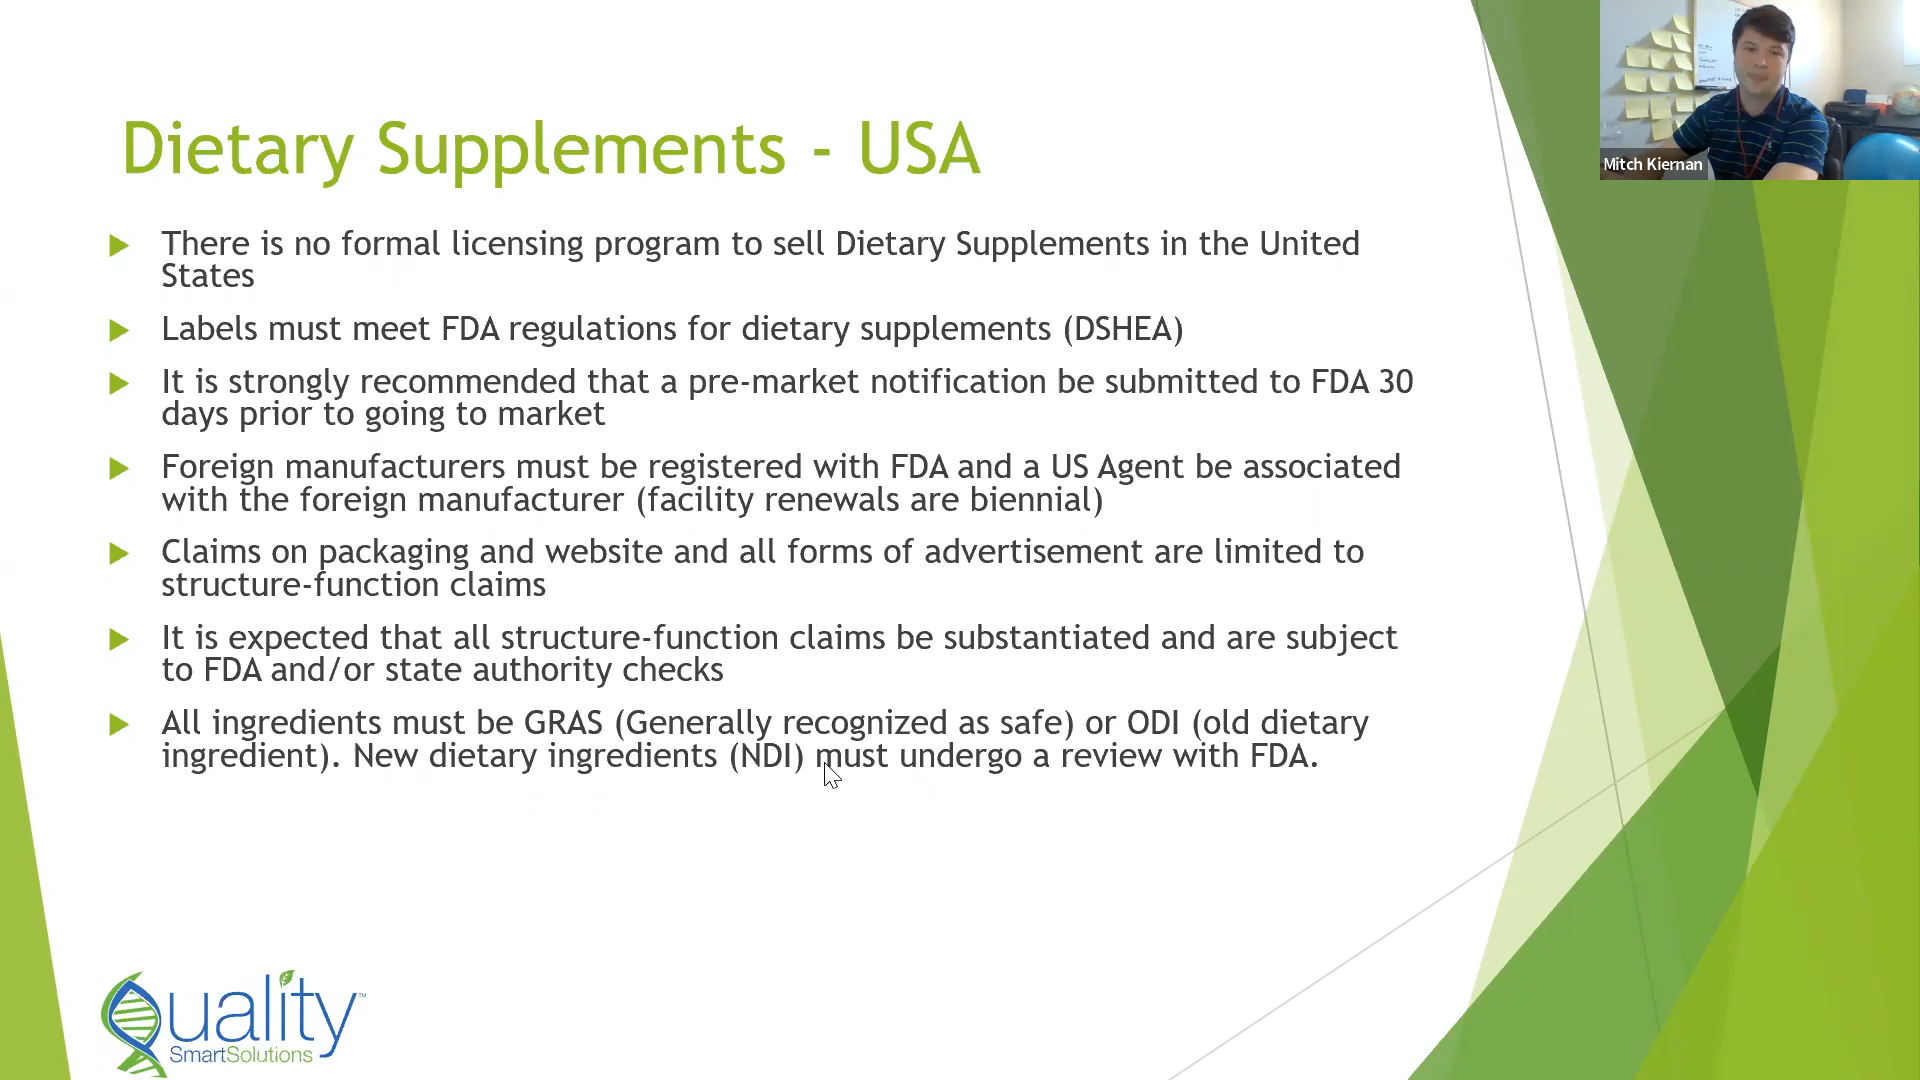 Dietary Supplements - USA
There is no formal licensing program to sell Dietary Supplements in the United
States
Labels must meet FDA regulations for dietary supplements (DSHEA)
It is strongly recommended that a pre-market notification be submitted to FDA 30
days prior to going to market
Foreign manufacturers must be registered with FDA and a US Agent be associated
with the foreign manufacturer (facility renewals are biennial)
Claims on packaging and website and all forms of advertisement are limited to
structure-function claims
It is expected that all structure-function claims be substantiated and are subject
to FDA and/or state authority checks
All ingredients must be GRAS (Generally recognized as safe) or ODI (old dietary
ingredient). New dietary ingredients (NDI) must undergo a review with FDA.
Quality™
SmartSolutions
Mitch Kiernan